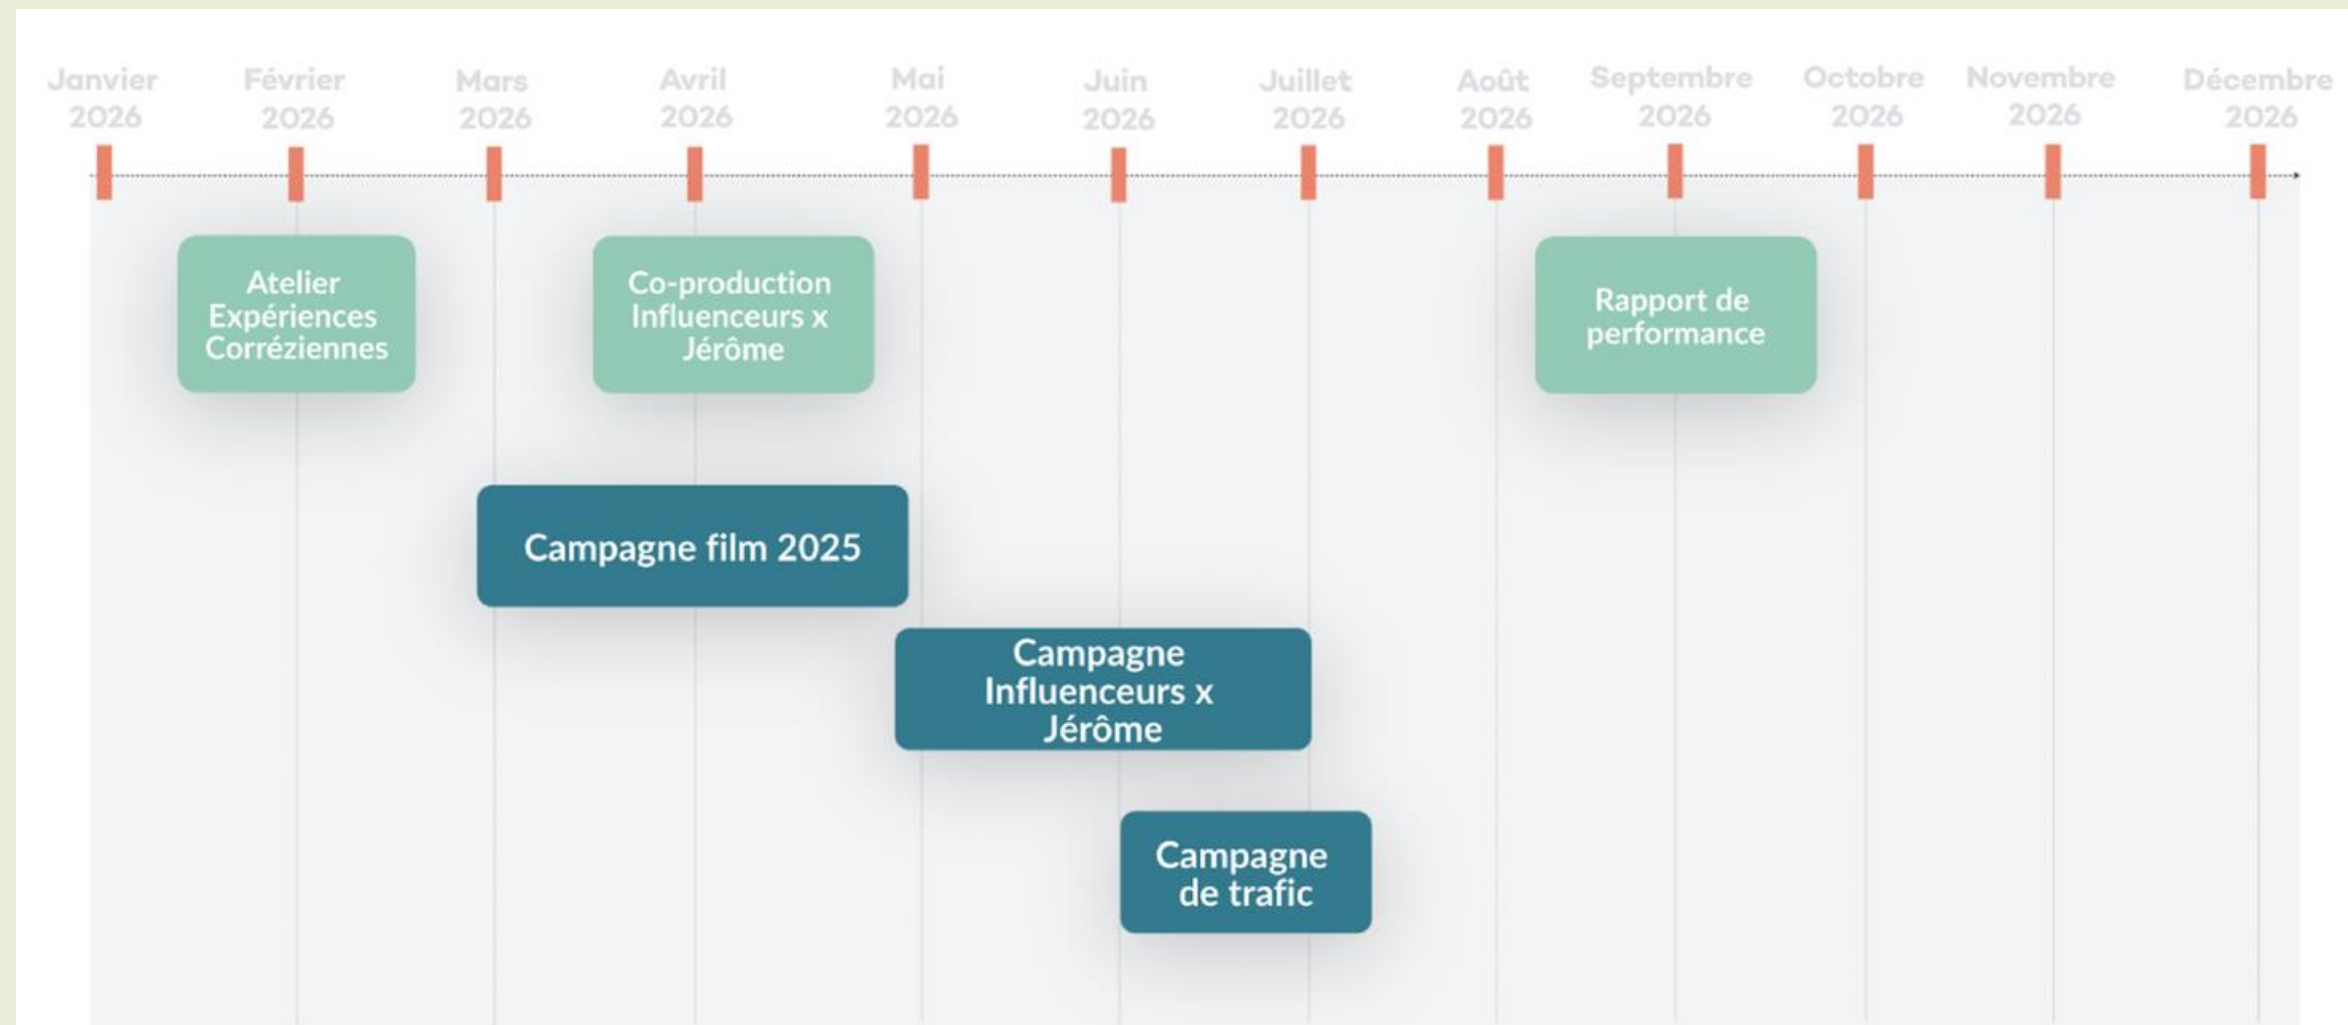 Janvier
2026
Février
2026
Mars
2026
Avril
2026
Mai
2026
Juin
2026
Juillet
2026
Août
2026
Septembre
2026
Octobre
2026
Novembre
2026
Décembre
2026
Atelier
Expériences
Corréziennes
Co-production
Influenceurs x
Jérôme
Rapport de
performance
Campagne film 2025
Campagne
Influenceurs x
Jérôme
Campagne
de trafic